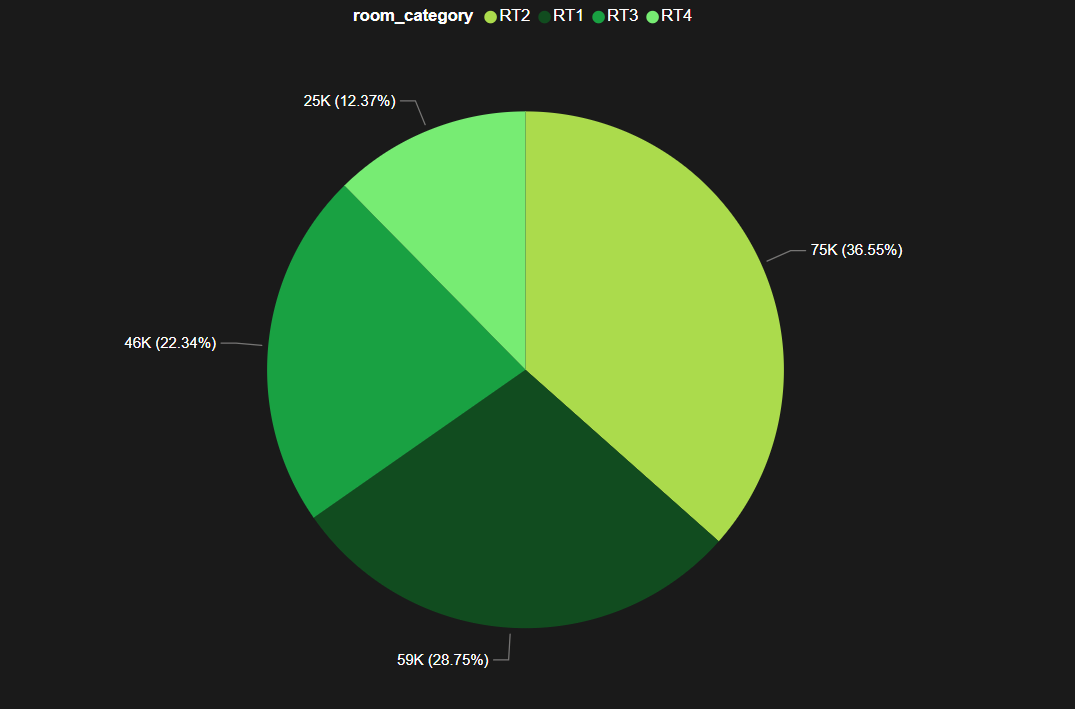 room_category RT2 RT1 RT3 RT4
25K (12.37%)
75K (36.55%)
46K (22.34%)
59K (28.75%)